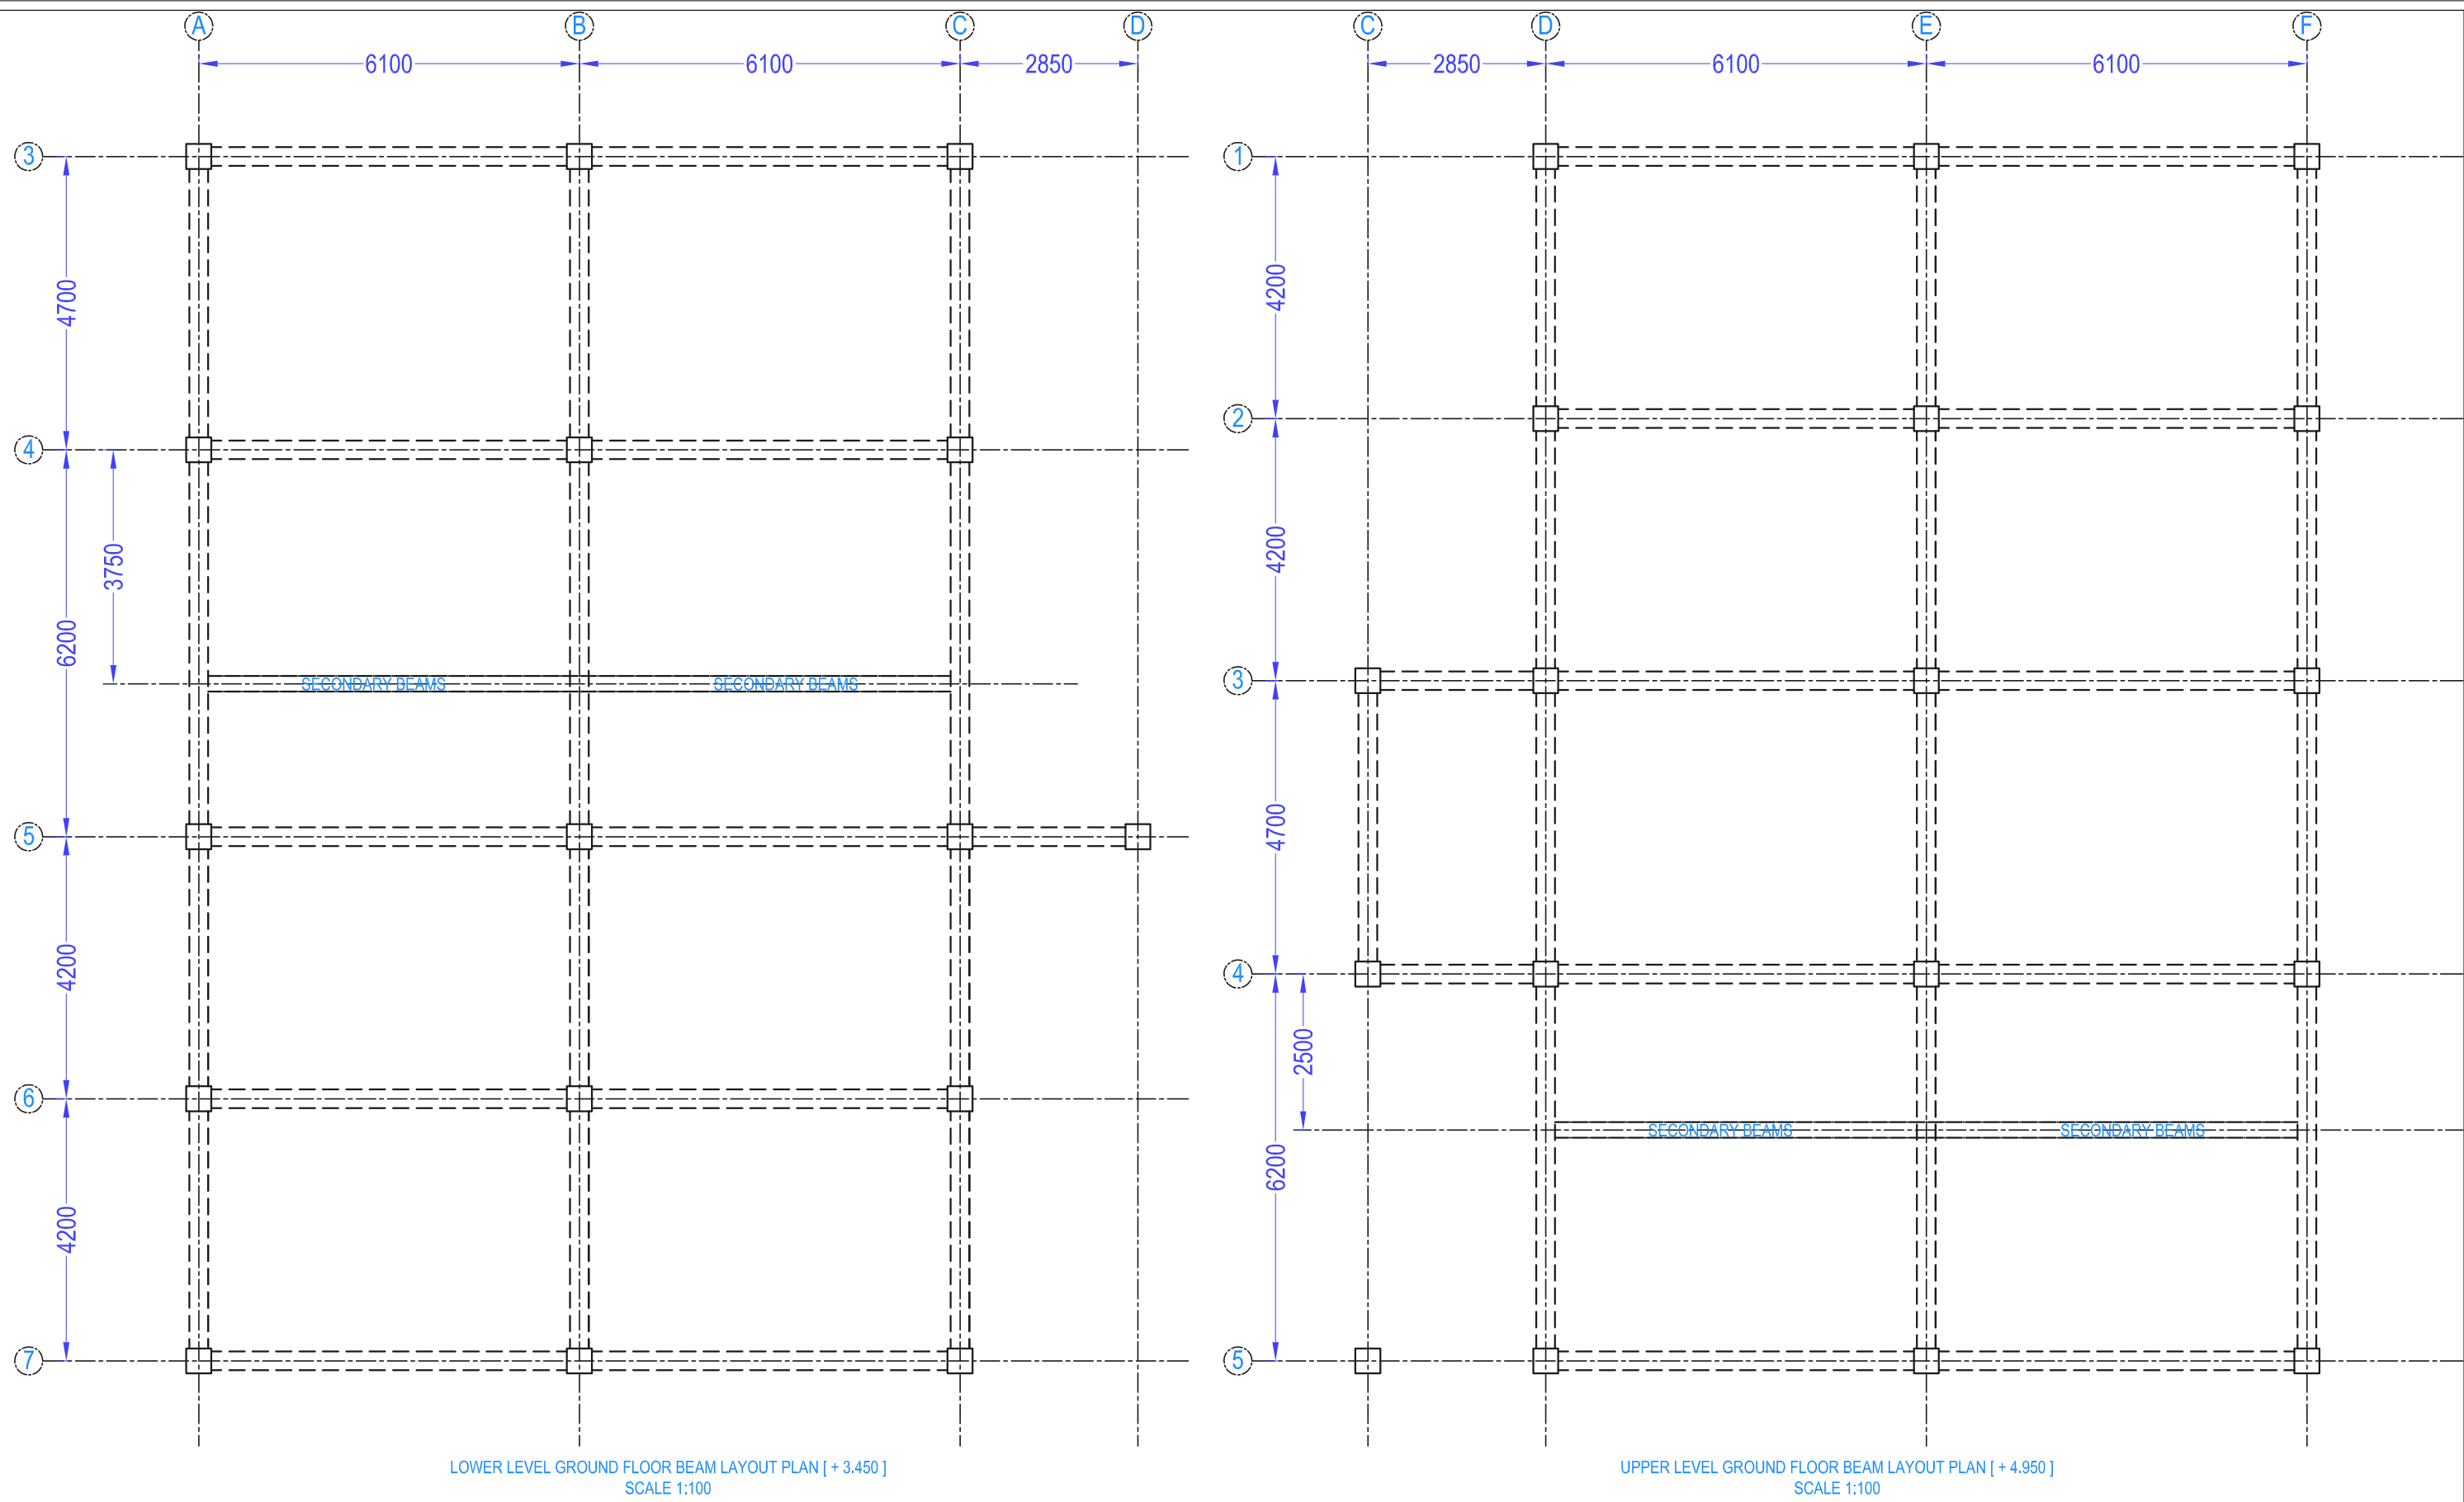 A
B
C
D
6100
6100
2850
3
4700
4
3750
6200
SECONDARY BEAMS
SECONDARY BEAMS
5
4200
6
4200
7
LOWER LEVEL GROUND FLOOR BEAM LAYOUT PLAN [ + 3.450 ]
SCALE 1:100
C
D
E
F
2850
6100
6100
1
4200
2
4200
3
4700
4
2500
6200
SECONDARY BEAMS
SECONDARY BEAMS
5
UPPER LEVEL GROUND FLOOR BEAM LAYOUT PLAN [ + 4.950 ]
SCALE 1:100